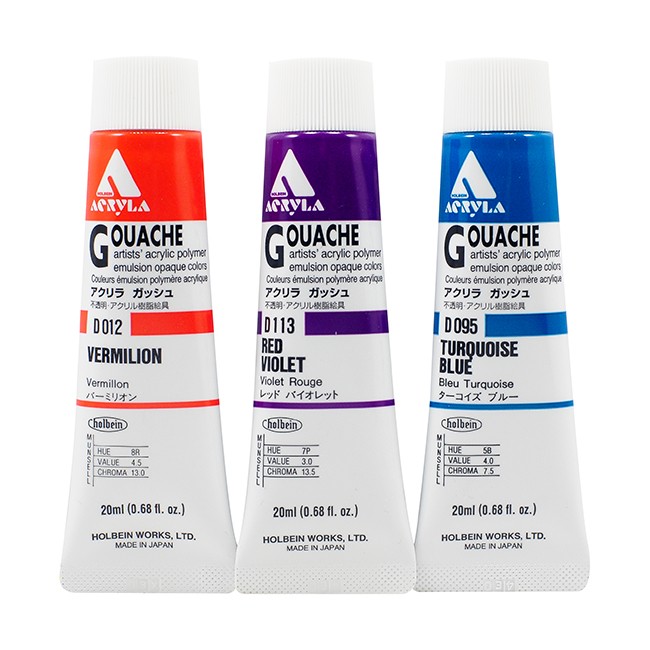 HOLBEIN
ACRYLA
GOUACHE
artists' acrylic polymer
emulsion opaque colors
Couleurs émulsion polymère acrylique
アクリラ ガッシュ
不透明・アクリル樹脂絵具
D 012
VERMILION
Vermillon
バーミリオン
holbein
MUNSELL
HUE 8R
VALUE 4.5
CHROMA 13.0
20ml (0.68 fl. oz.)
HOLBEIN WORKS, LTD.
MADE IN JAPAN
HOLBEIN
ACRYLA
GOUACHE
artists' acrylic polymer
emulsion opaque colors
Couleurs émulsion polymère acrylique
アクリラ ガッシュ
不透明・アクリル樹脂絵具
D 113
RED
VIOLET
Violet Rouge
レッド バイオレット
holbein
MUNSELL
HUE 7P
VALUE 3.0
CHROMA 13.5
20ml (0.68 fl. oz.)
HOLBEIN WORKS, LTD.
MADE IN JAPAN
HOLBEIN
ACRYLA
GOUACHE
artists' acrylic polymer
emulsion opaque colors
Couleurs émulsion polymère acrylique
アクリラ ガッシュ
不透明・アクリル樹脂絵具
D 095
TURQUOISE
BLUE
Bleu Turquoise
ターコイズ ブルー
holbein
MUNSELL
HUE 5B
VALUE 4.0
CHROMA 7.5
20ml (0.68 fl. oz.)
HOLBEIN WORKS, LTD.
MADE IN JAPAN